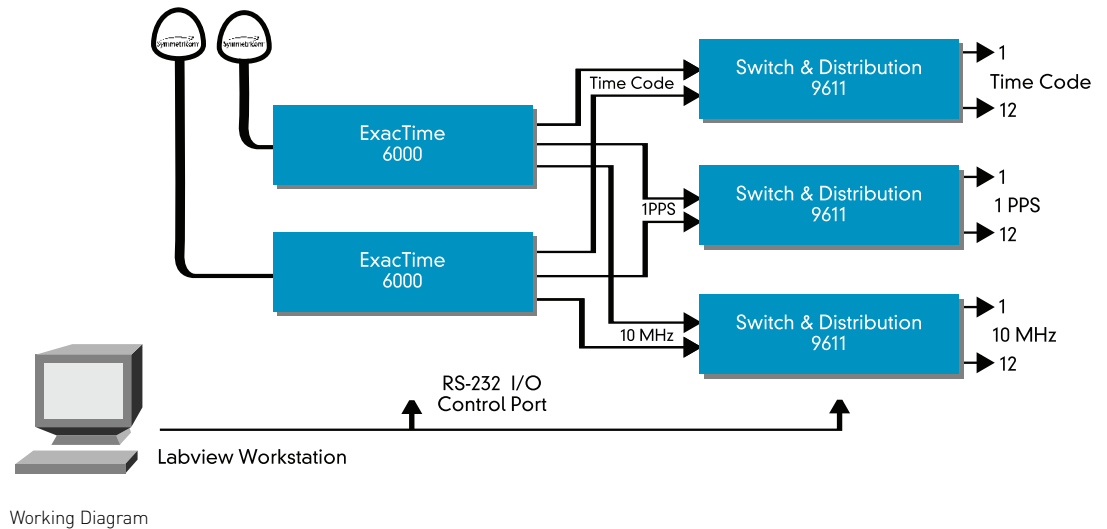 Symmetricom
Symmetricom
ExacTime
6000
ExacTime
6000
Time Code
1PPS
10 MHz
Switch & Distribution
9611
1
Time Code
12
Switch & Distribution
9611
1
1 PPS
12
Switch & Distribution
9611
1
10 MHz
12
RS-232 I/O
Control Port
Labview Workstation
Working Diagram